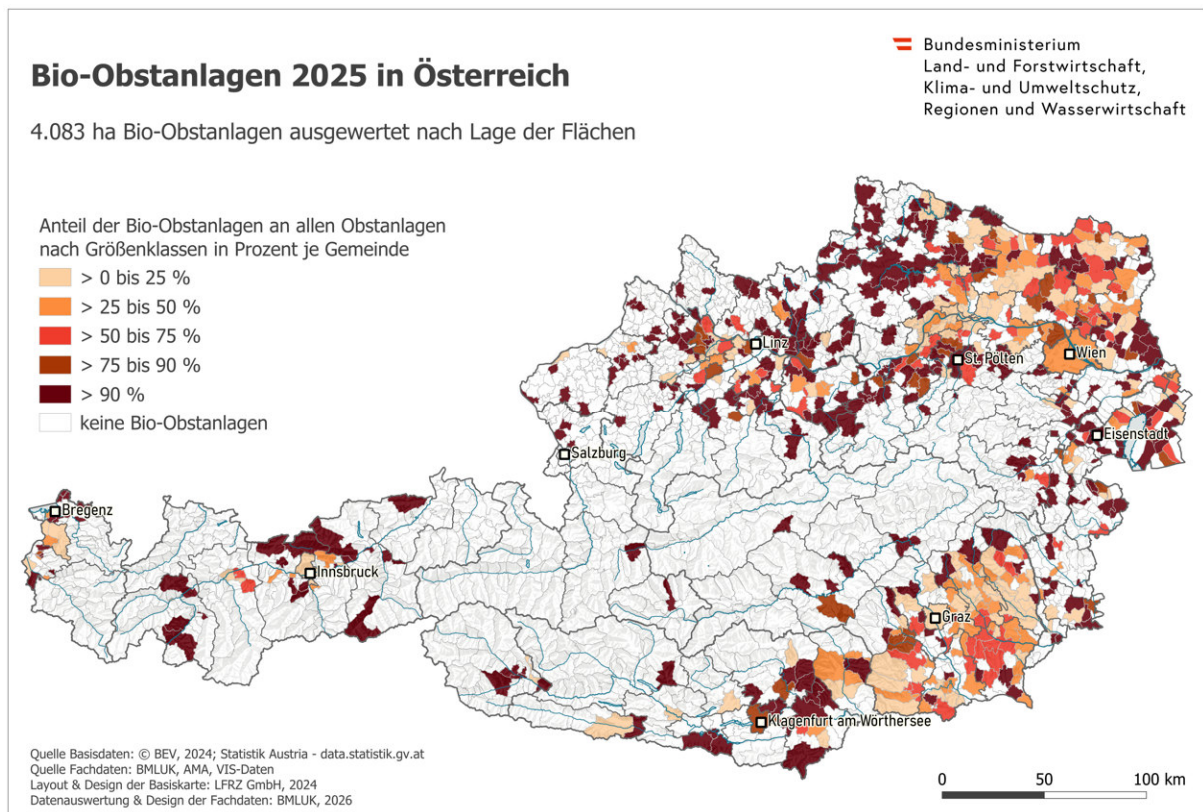 Bundesministerium
Land- und Forstwirtschaft,
Klima- und Umweltschutz,
Regionen und Wasserwirtschaft
Bio-Obstanlagen 2025 in Österreich
4.083 ha Bio-Obstanlagen ausgewertet nach Lage der Flächen
Anteil der Bio-Obstanlagen an allen Obstanlagen
nach Größenklassen in Prozent je Gemeinde
> 0 bis 25 %
> 25 bis 50 %
> 50 bis 75 %
> 75 bis 90 %
> 90 %
keine Bio-Obstanlagen
Linz
St. Pölten
Wien
Eisenstadt
Salzburg
Bregenz
Innsbruck
Graz
Klagenfurt am Wörthersee
Quelle Basisdaten: © BEV, 2024; Statistik Austria - data.statistik.gv.at
Quelle Fachdaten: BMLUK, AMA, VIS-Daten
Layout & Design der Basiskarte: LFRZ GmbH, 2024
Datenauswertung & Design der Fachdaten: BMLUK, 2026
0 50 100 km